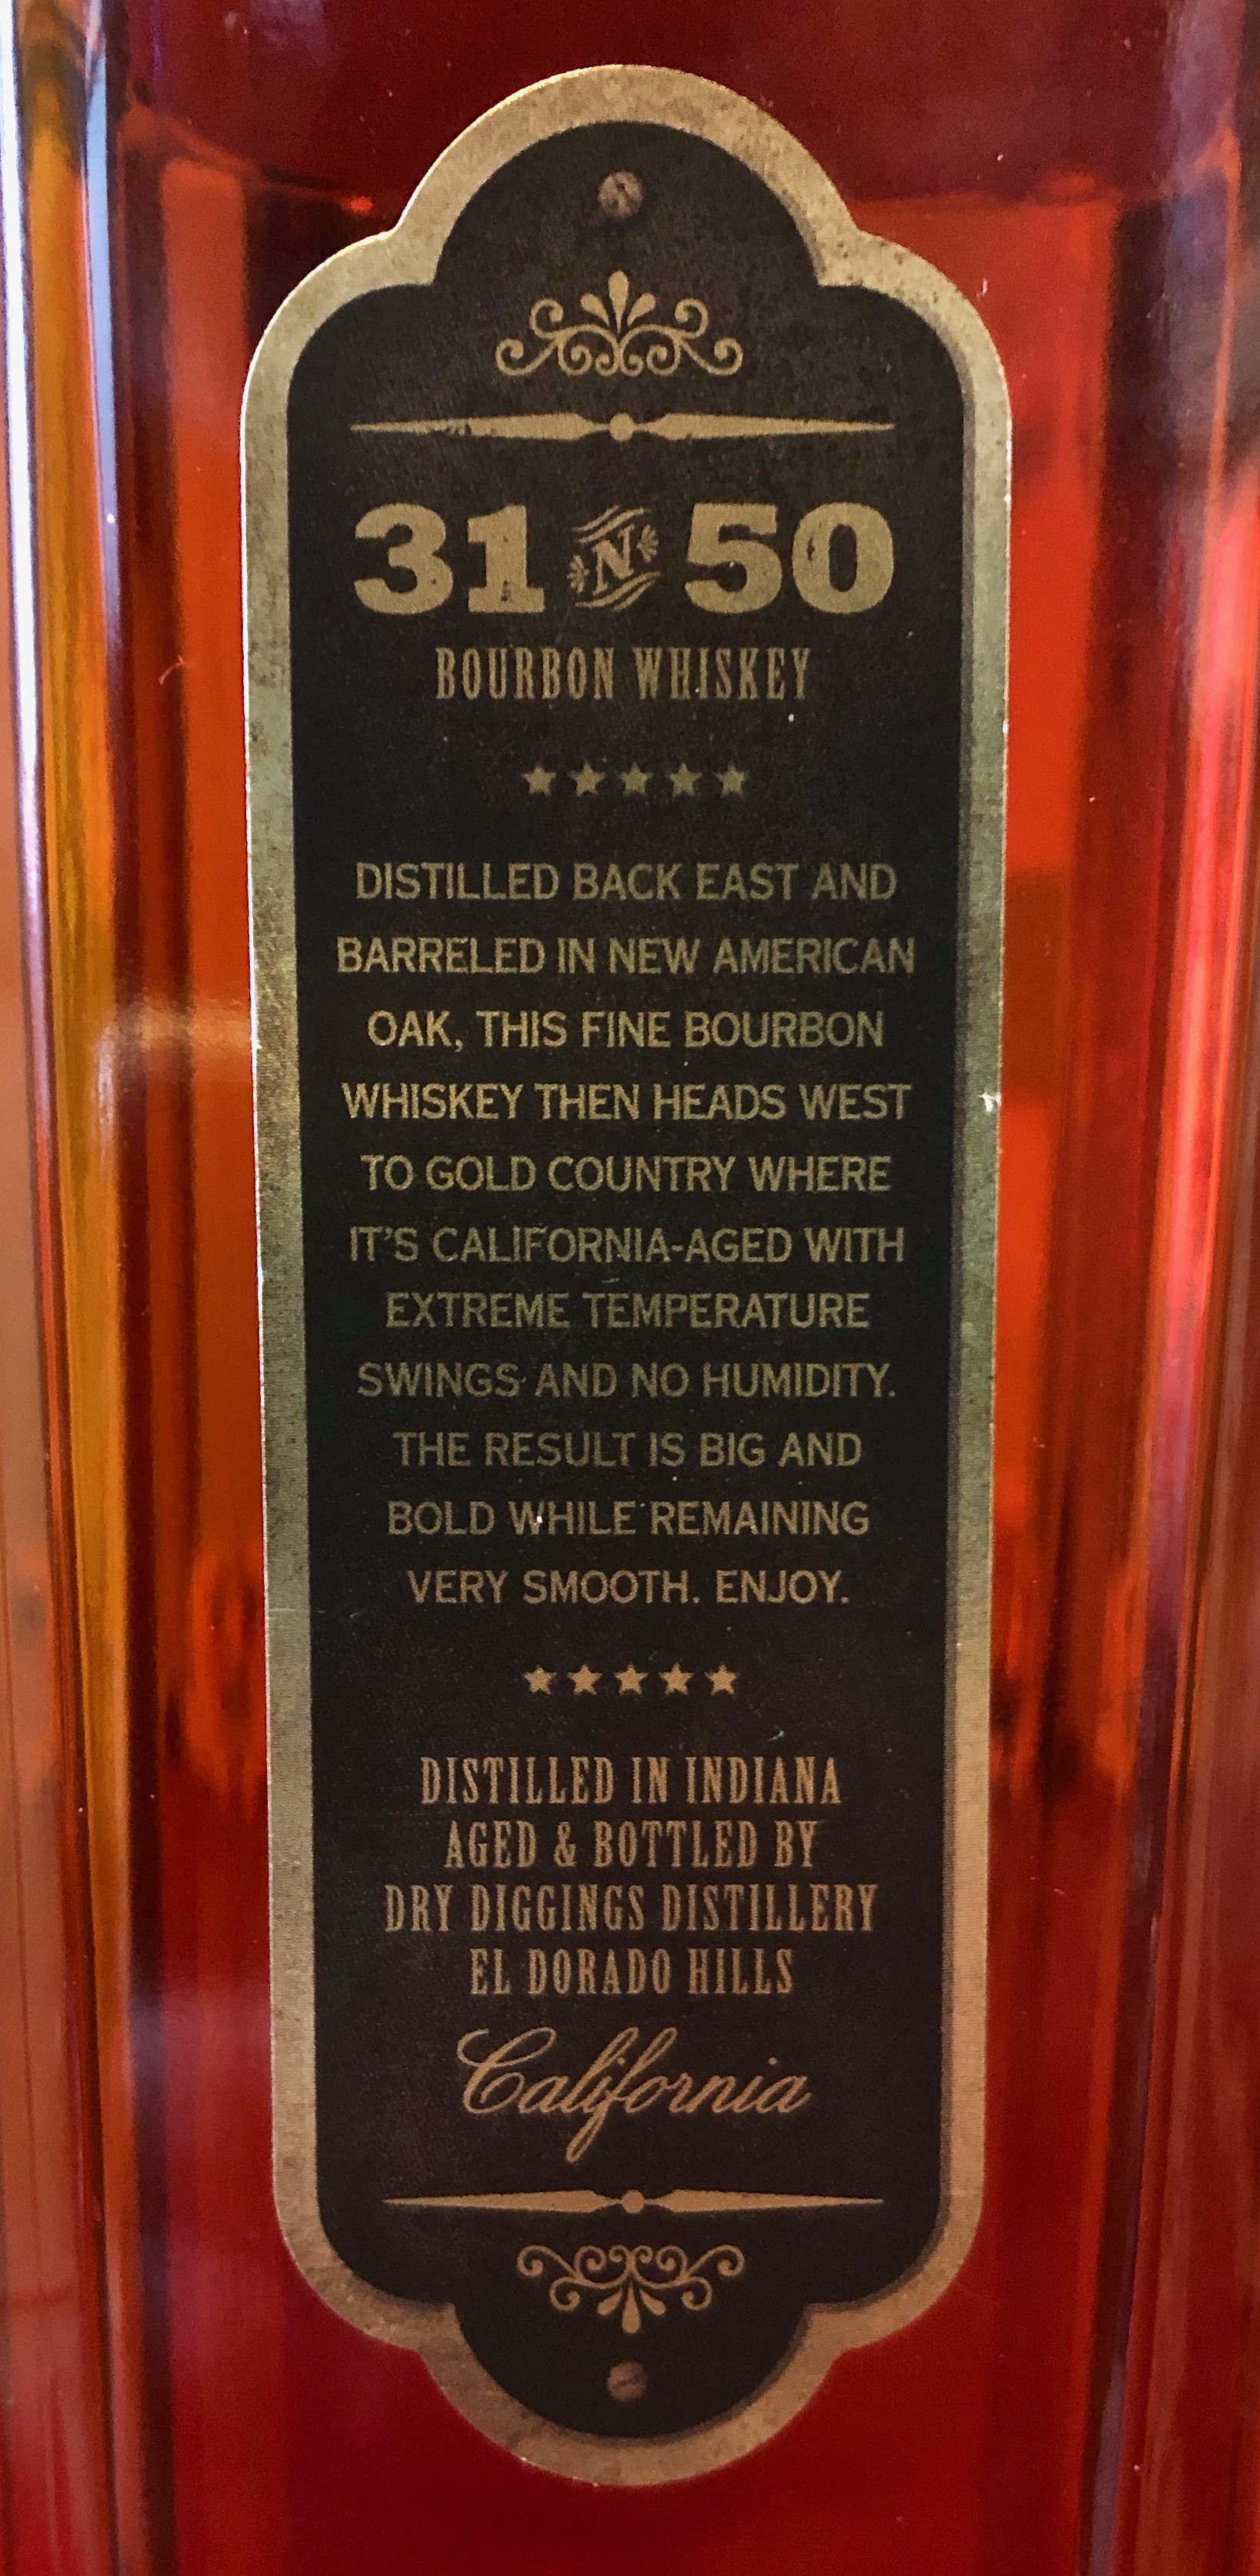 31 N 50
BOURBON WHISKEY
DISTILLED BACK EAST AND
BARRELED IN NEW AMERICAN
OAK, THIS FINE BOURBON
WHISKEY THEN HEADS WEST
TO GOLD COUNTRY WHERE
IT'S CALIFORNIA-AGED WITH
EXTREME TEMPERATURE
SWINGS AND NO HUMIDITY.
THE RESULT IS BIG AND
BOLD WHILE REMAINING
VERY SMOOTH. ENJOY.
DISTILLED IN INDIANA
AGED & BOTTLED BY
DRY DIGGINGS DISTILLERY
EL DORADO HILLS
California